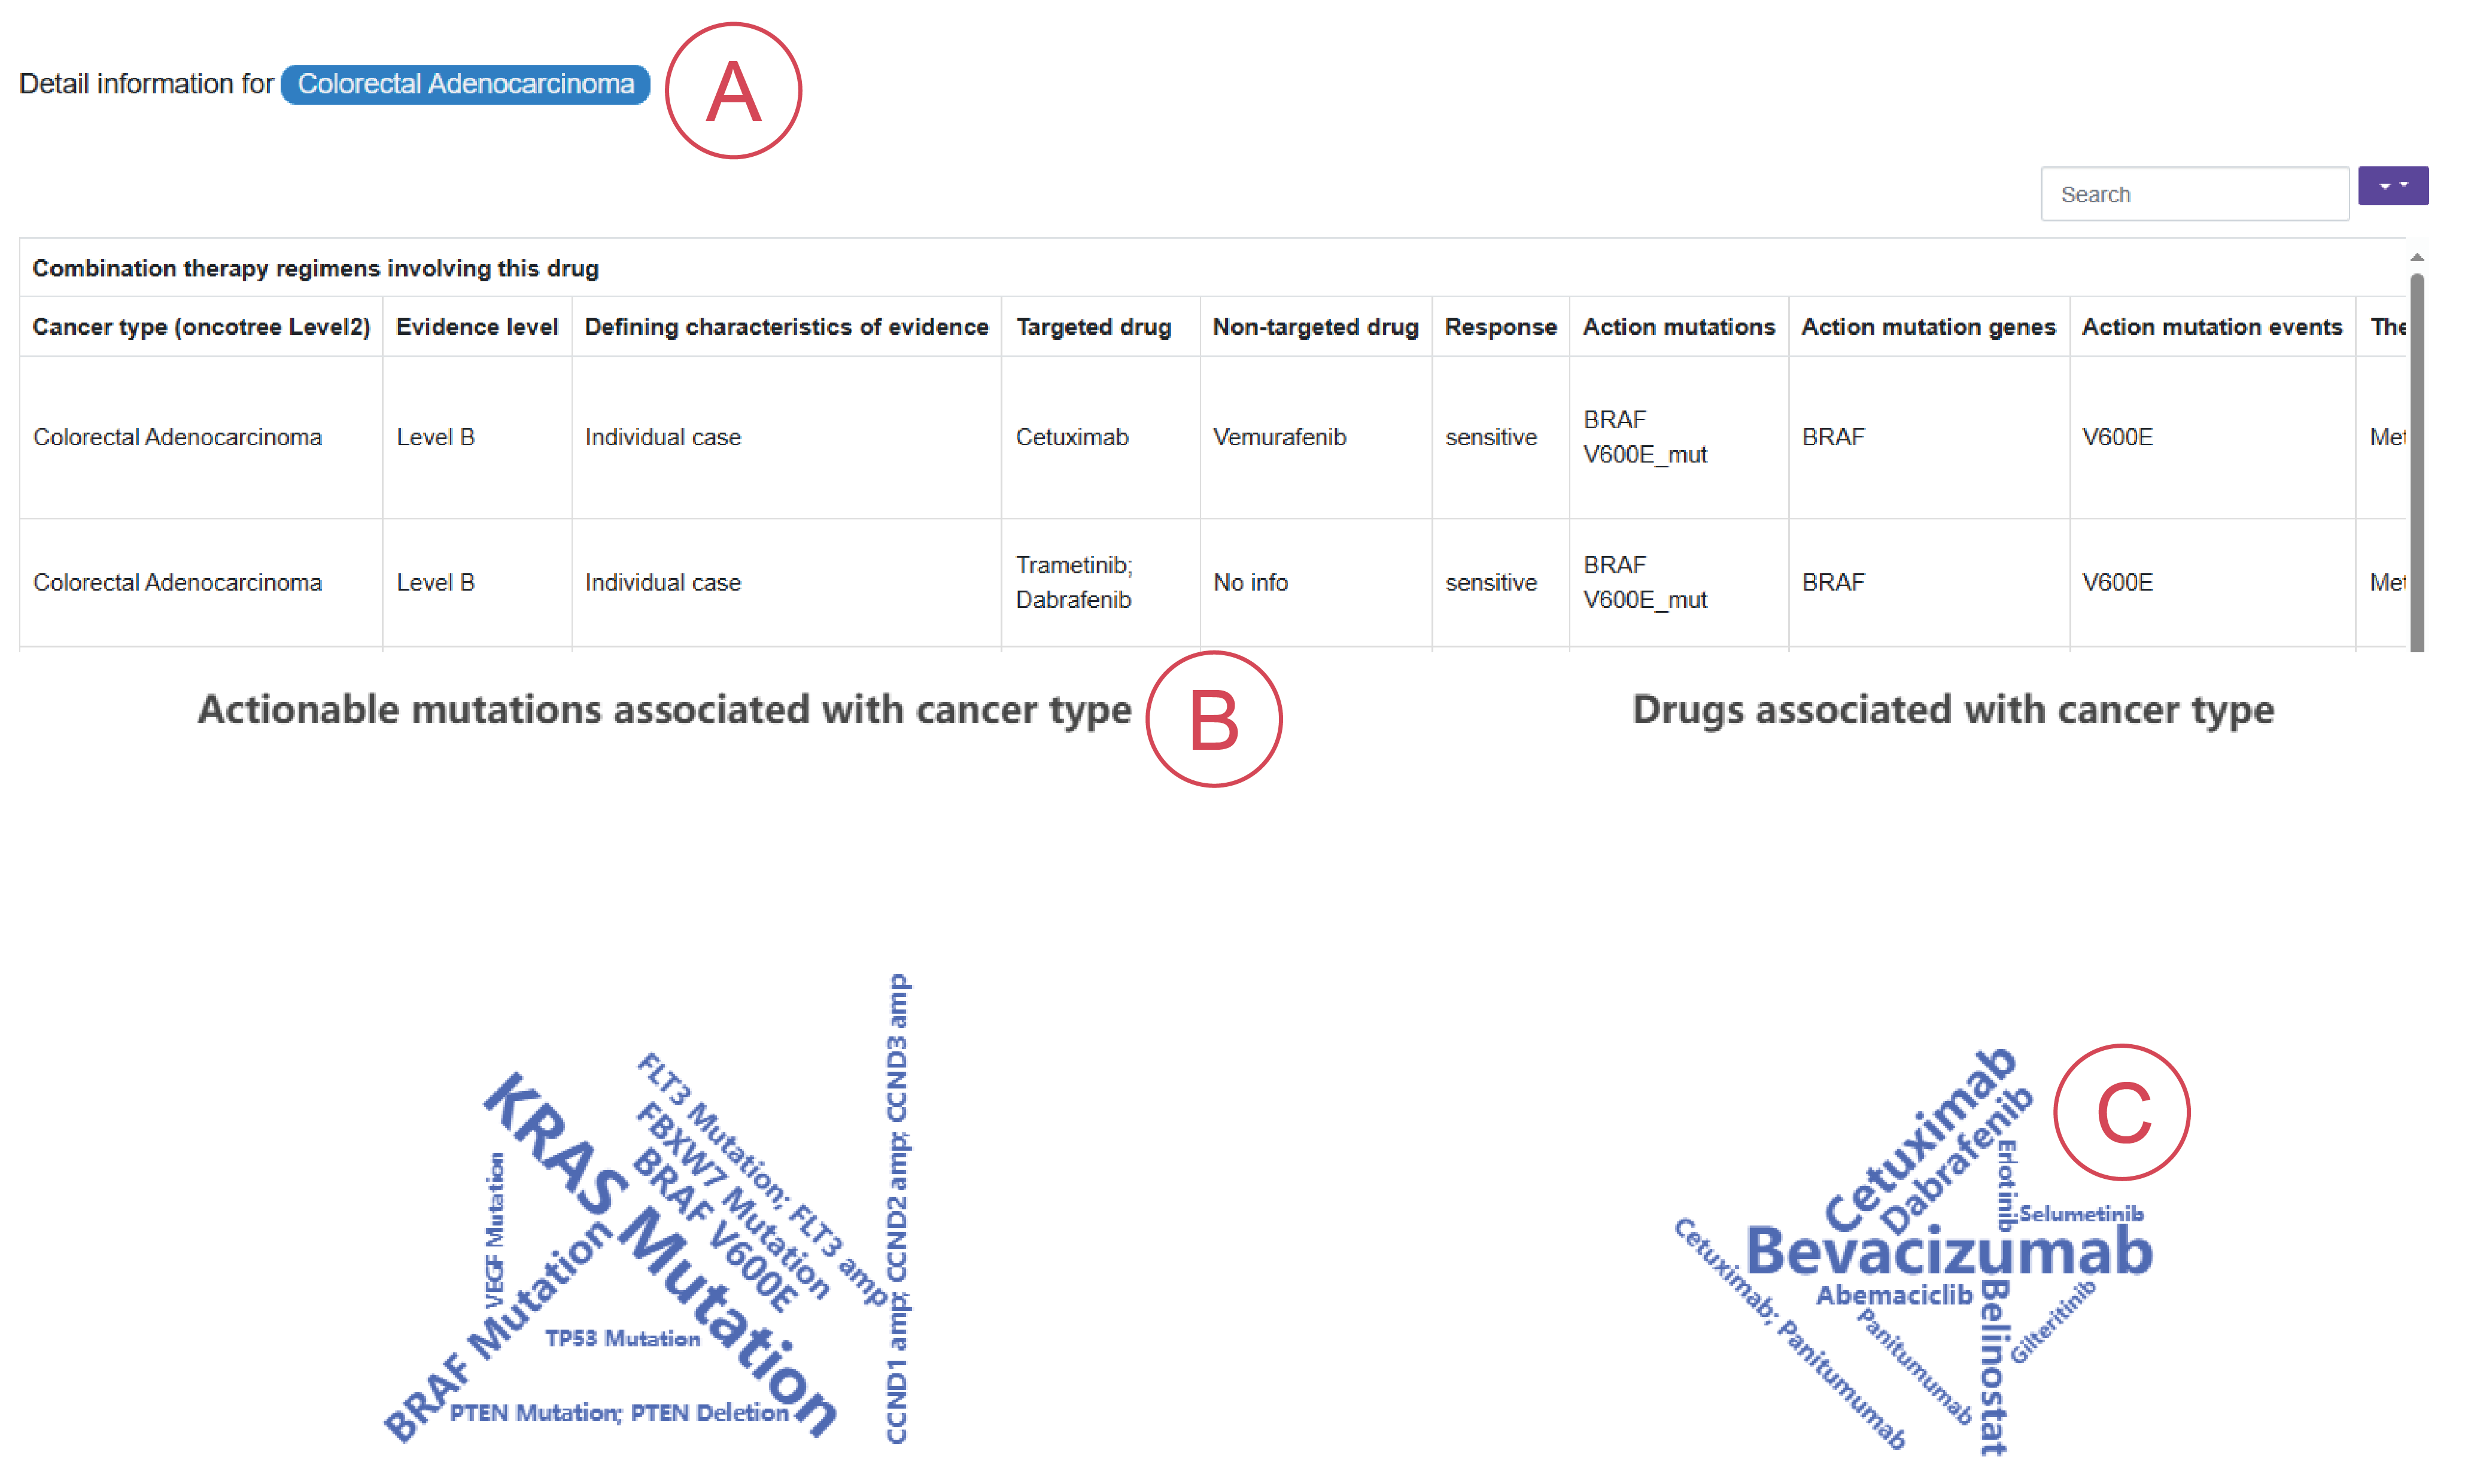 Detail information for Colorectal Adenocarcinoma
A
Search
Combination therapy regimens involving this drug
Cancer type (oncotree Level2) Evidence level Defining characteristics of evidence Targeted drug Non-targeted drug Response Action mutations Action mutation genes Action mutation events The
Colorectal Adenocarcinoma Level B Individual case Cetuximab Vemurafenib sensitive BRAF V600E_mut BRAF V600E Met
Colorectal Adenocarcinoma Level B Individual case Trametinib; Dabrafenib No info sensitive BRAF V600E_mut BRAF V600E Met
Actionable mutations associated with cancer type
B
Drugs associated with cancer type
KRAS Mutation
FLT3 Mutation; FLT3 amp
FBXW7 Mutation
BRAF V600E
CCND1 amp; CCND2 amp; CCND3 amp
VEGF Mutation
BRAF Mutation
TP53 Mutation
PTEN Mutation; PTEN Deletion
C
Cetuximab
Dabrafenib
Erlotinib
Selumetinib
Bevacizumab
Cetuximab; Panitumumab
Abemaciclib
Panitumumab
Belinostat
Gilteritinib